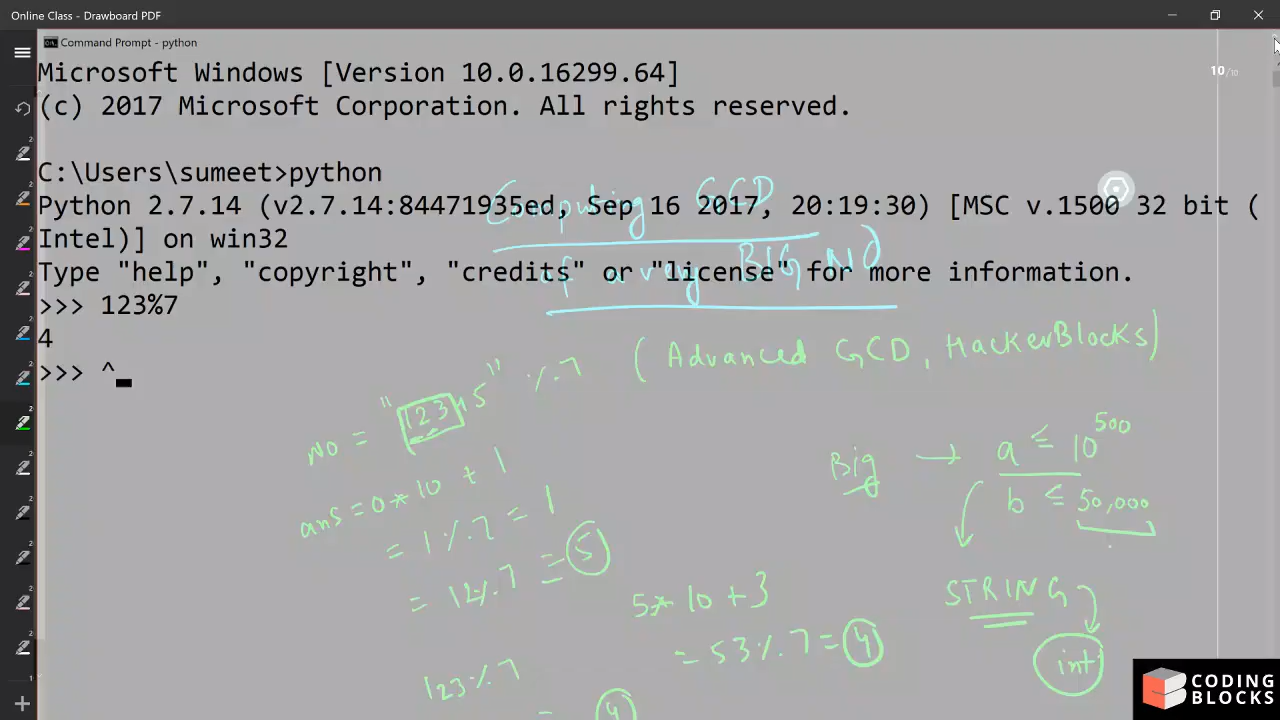 Online Class - Drawboard PDF
Command Prompt - python
Microsoft Windows [Version 10.0.16299.64]
10/10
(c) 2017 Microsoft Corporation. All rights reserved.
C:\Users\sumeet>python
Computing GCD
Python 2.7.14 (v2.7.14:84471935ed, Sep 16 2017, 20:19:30) [MSC v.1500 32 bit (
Intel)] on win32
of a very BIG NO
Type "help", "copyright", "credits" or "license" for more information.
>>> 123%7
4
(Advanced GCD, HackerBlocks)
>>> ^
NO = "123 5" % 7
Big → a ≤ 10^500
b ≤ 50,000
ans = 0*10 + 1
= 1 % 7 = 1
= 12 % 7 = 5
STRING
5* 10 + 3
= 53 % 7 = 4
int
123 % 7
= 4
CODING
BLOCKS